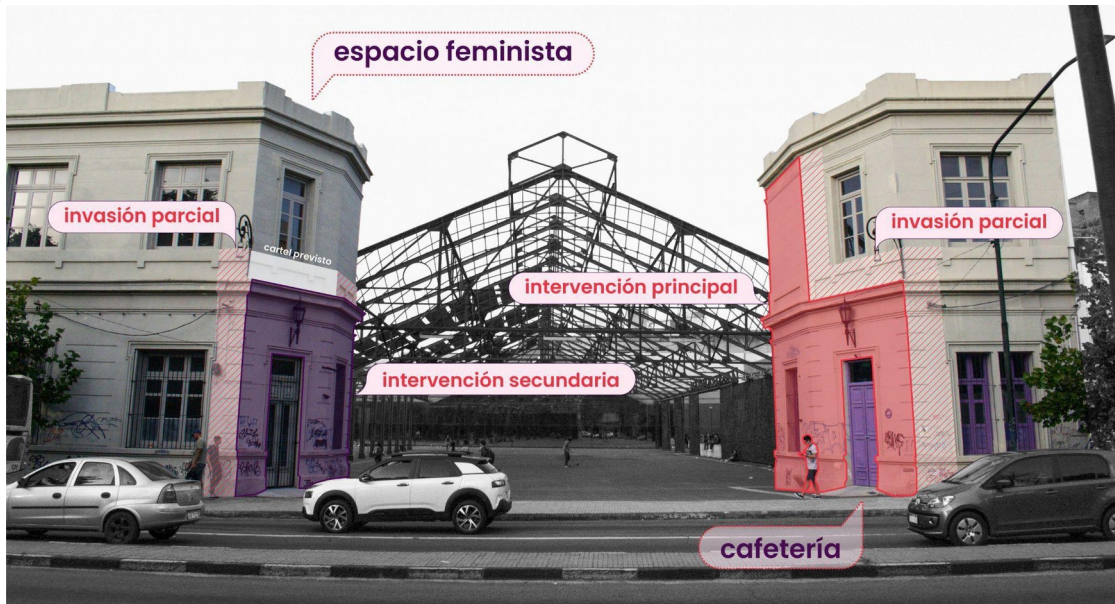 espacio feminista
invasión parcial
invasión parcial
cartel previsto
intervención principal
intervención secundaria
cafetería